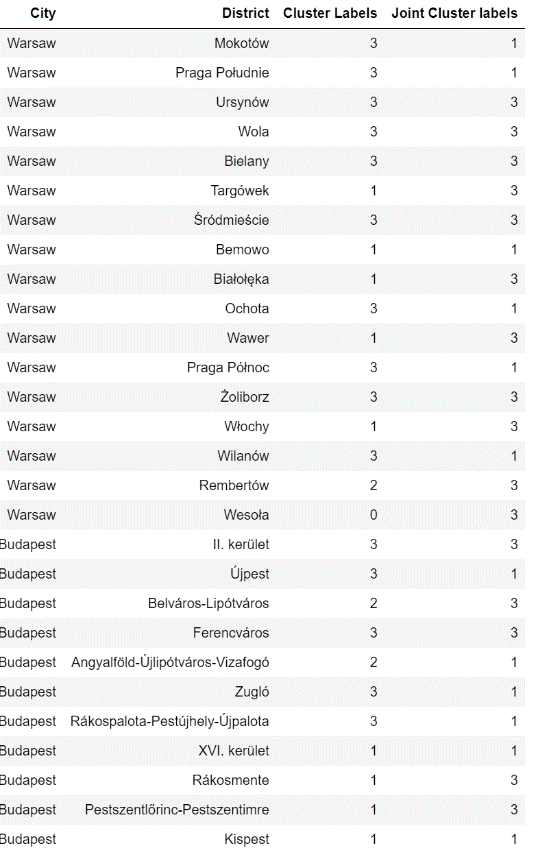 City District Cluster Labels Joint Cluster labels
Warsaw Mokotów 3 1
Warsaw Praga Południe 3 1
Warsaw Ursynów 3 3
Warsaw Wola 3 3
Warsaw Bielany 3 3
Warsaw Targówek 1 3
Warsaw Śródmieście 3 3
Warsaw Bemowo 1 1
Warsaw Białołęka 1 3
Warsaw Ochota 3 1
Warsaw Wawer 1 3
Warsaw Praga Północ 3 1
Warsaw Żoliborz 3 3
Warsaw Włochy 1 3
Warsaw Wilanów 3 1
Warsaw Rembertów 2 3
Warsaw Wesoła 0 3
Budapest II. kerület 3 3
Budapest Újpest 3 1
Budapest Belváros-Lipótváros 2 3
Budapest Ferencváros 3 3
Budapest Angyalföld-Újlipótváros-Vizafogó 2 1
Budapest Zugló 3 1
Budapest Rákospalota-Pestújhely-Újpalota 3 1
Budapest XVI. kerület 1 1
Budapest Rákosmente 1 3
Budapest Pestszentlőrinc-Pestszentimre 1 3
Budapest Kispest 1 1